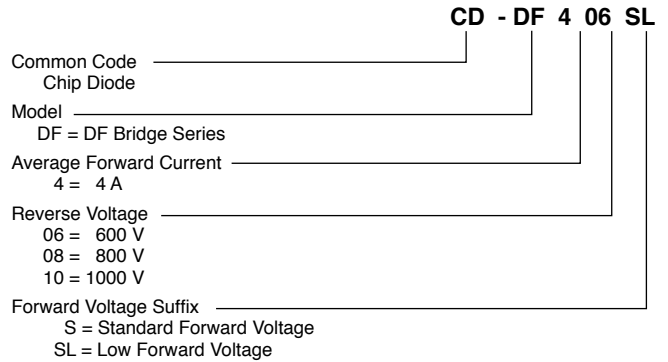 CD - DF 4 06 SL
Common Code
Chip Diode
Model
DF = DF Bridge Series
Average Forward Current
4 = 4 A
Reverse Voltage
06 = 600 V
08 = 800 V
10 = 1000 V
Forward Voltage Suffix
S = Standard Forward Voltage
SL = Low Forward Voltage